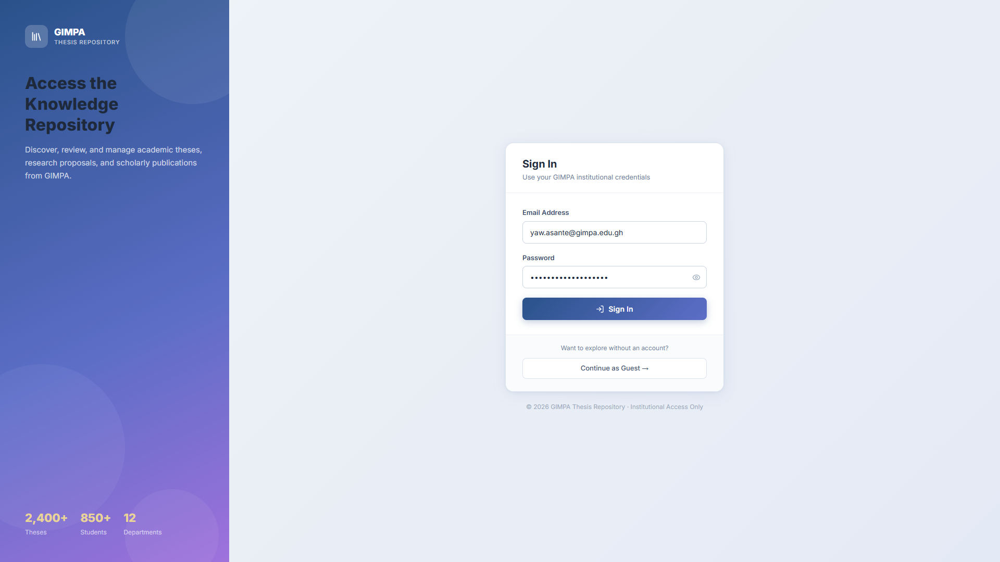 GIMPA
THESIS REPOSITORY
Access the
Knowledge
Repository
Discover, review, and manage academic theses,
research proposals, and scholarly publications
from GIMPA.
2,400+ 850+ 12
Theses Students Departments
Sign In
Use your GIMPA institutional credentials
Email Address
yaw.asante@gimpa.edu.gh
Password
•••••••••••••••••••
Sign In
Want to explore without an account?
Continue as Guest →
© 2026 GIMPA Thesis Repository · Institutional Access Only